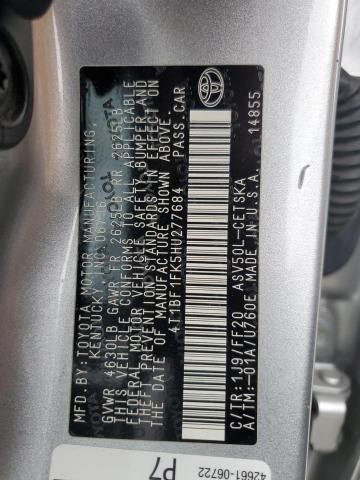 MFD. BY: TOYOTA MOTOR MANUFACTURING,
KENTUCKY, INC.
GVWR 4630LB GAWR FR 2625LB RR 2625LB
THIS VEHICLE CONFORMS TO ALL APPLICABLE
FEDERAL MOTOR VEHICLE SAFETY, BUMPER, AND
THEFT PREVENTION STANDARDS IN EFFECT ON
THE DATE OF MANUFACTURE SHOWN ABOVE.
4T1BF1FK5HU277684 PASS.CAR
C/TR:1J9/FF20 ASV50L-CETSKA
A/TM:-01A/U760E MADE IN U.S.A.
14855
TOYOTA
42661-06722
P7